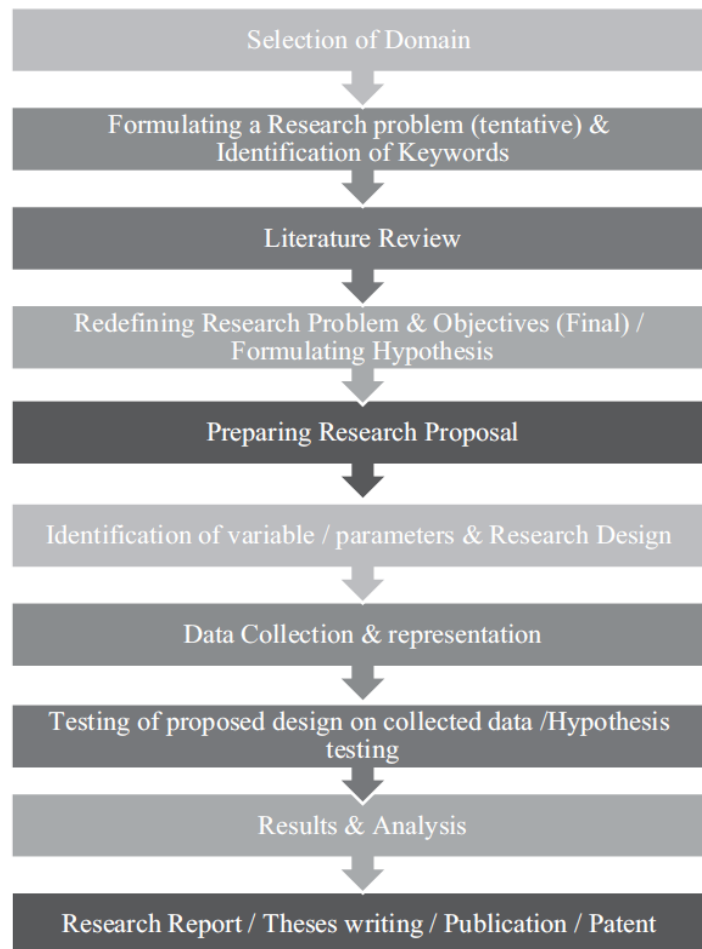 Selection of Domain
Formulating a Research problem (tentative) &
Identification of Keywords
Literature Review
Redefining Research Problem & Objectives (Final) /
Formulating Hypothesis
Preparing Research Proposal
Identification of variable / parameters & Research Design
Data Collection & representation
Testing of proposed design on collected data /Hypothesis
testing
Results & Analysis
Research Report / Theses writing / Publication / Patent